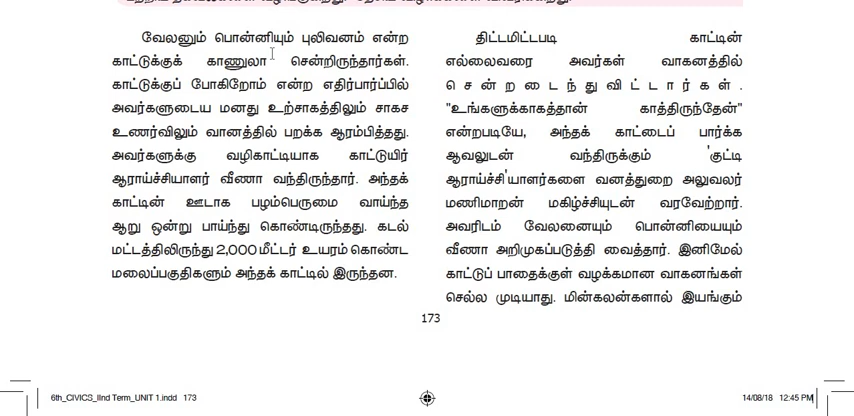 வேலனும் பொன்னியும் புலிவனம் என்ற
காட்டுக்குக் காணுலா சென்றிருந்தார்கள்.
காட்டுக்குப் போகிறோம் என்ற எதிர்பார்ப்பில்
அவர்களுடைய மனது உற்சாகத்திலும் சாகச
உணர்விலும் வானத்தில் பறக்க ஆரம்பித்தது.
அவர்களுக்கு வழிகாட்டியாக காட்டுயிர்
ஆராய்ச்சியாளர் வீணா வந்திருந்தார். அந்தக்
காட்டின் ஊடாக பழம்பெருமை வாய்ந்த
ஆறு ஒன்று பாய்ந்து கொண்டிருந்தது. கடல்
மட்டத்திலிருந்து 2,000 மீட்டர் உயரம் கொண்ட
மலைப்பகுதிகளும் அந்தக் காட்டில் இருந்தன.
திட்டமிட்டபடி காட்டின்
எல்லைவரை அவர்கள் வாகனத்தில்
சென்றடைந்துவிட்டார்கள்.
"உங்களுக்காகத்தான் காத்திருந்தேன்"
என்றபடியே, அந்தக் காட்டைப் பார்க்க
ஆவலுடன் வந்திருக்கும் 'குட்டி
ஆராய்ச்சி'யாளர்களை வனத்துறை அலுவலர்
மணிமாறன் மகிழ்ச்சியுடன் வரவேற்றார்.
அவரிடம் வேலனையும் பொன்னியையும்
வீணா அறிமுகப்படுத்தி வைத்தார். இனிமேல்
காட்டுப் பாதைக்குள் வழக்கமான வாகனங்கள்
செல்ல முடியாது. மின்கலன்களால் இயங்கும்
173
6th_CIVICS_IInd Term_UNIT 1.indd 173
14/08/18 12:45 PM